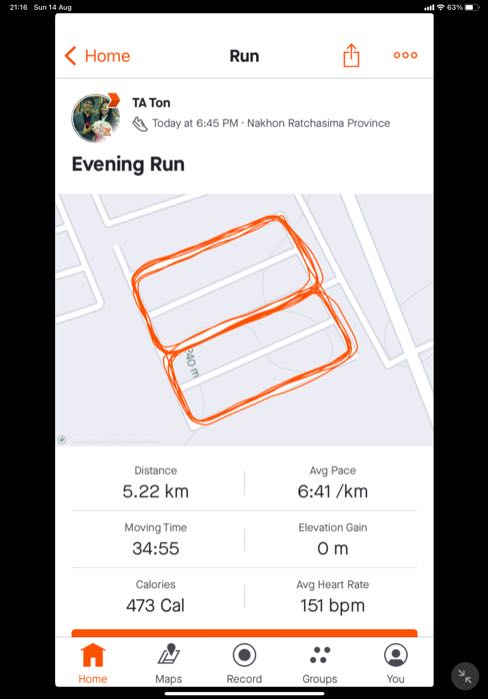 21:16 Sun 14 Aug 63%
Home Run
TA Ton
Today at 6:45 PM · Nakhon Ratchasima Province
Evening Run
240 m
Distance Avg Pace
5.22 km 6:41 /km
Moving Time Elevation Gain
34:55 0 m
Calories Avg Heart Rate
473 Cal 151 bpm
Home Maps Record Groups You